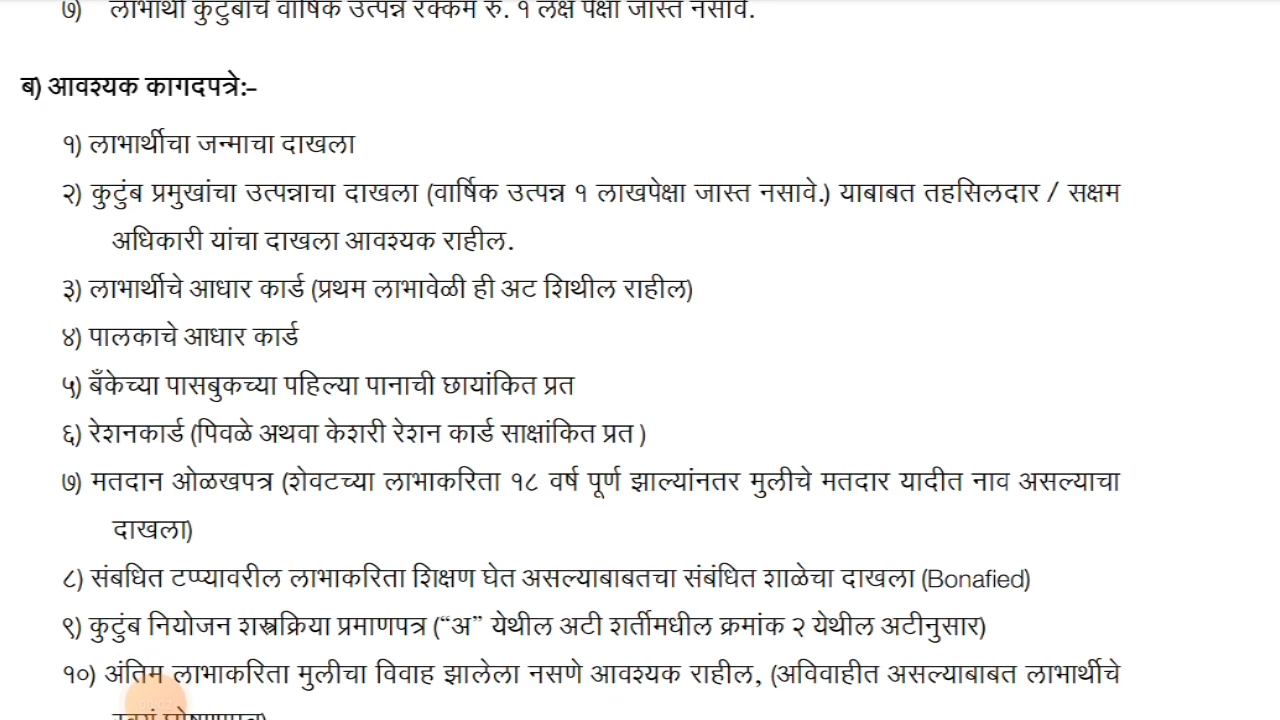 ७) लाभार्थी कुटुंबाचे वार्षिक उत्पन्न रक्कम रु. १ लक्ष पेक्षा जास्त नसावे.
ब) आवश्यक कागदपत्रे:-
१) लाभार्थीचा जन्माचा दाखला
२) कुटुंब प्रमुखांचा उत्पन्नाचा दाखला (वार्षिक उत्पन्न १ लाखपेक्षा जास्त नसावे.) याबाबत तहसिलदार / सक्षम
अधिकारी यांचा दाखला आवश्यक राहील.
३) लाभार्थीचे आधार कार्ड (प्रथम लाभावेळी ही अट शिथील राहील)
४) पालकाचे आधार कार्ड
५) बँकेच्या पासबुकच्या पहिल्या पानाची छायांकित प्रत
६) रेशनकार्ड (पिवळे अथवा केशरी रेशन कार्ड साक्षांकित प्रत )
७) मतदान ओळखपत्र (शेवटच्या लाभाकरिता १८ वर्ष पूर्ण झाल्यांनतर मुलीचे मतदार यादीत नाव असल्याचा
दाखला)
८) संबधित टप्प्यावरील लाभाकरिता शिक्षण घेत असल्याबाबतचा संबंधित शाळेचा दाखला (Bonafied)
९) कुटुंब नियोजन शस्त्रक्रिया प्रमाणपत्र (“अ” येथील अटी शर्तीमधील क्रमांक २ येथील अटीनुसार)
१०) अंतिम लाभाकरिता मुलीचा विवाह झालेला नसणे आवश्यक राहील, (अविवाहीत असल्याबाबत लाभार्थीचे
स्वयं घोषणापत्र)